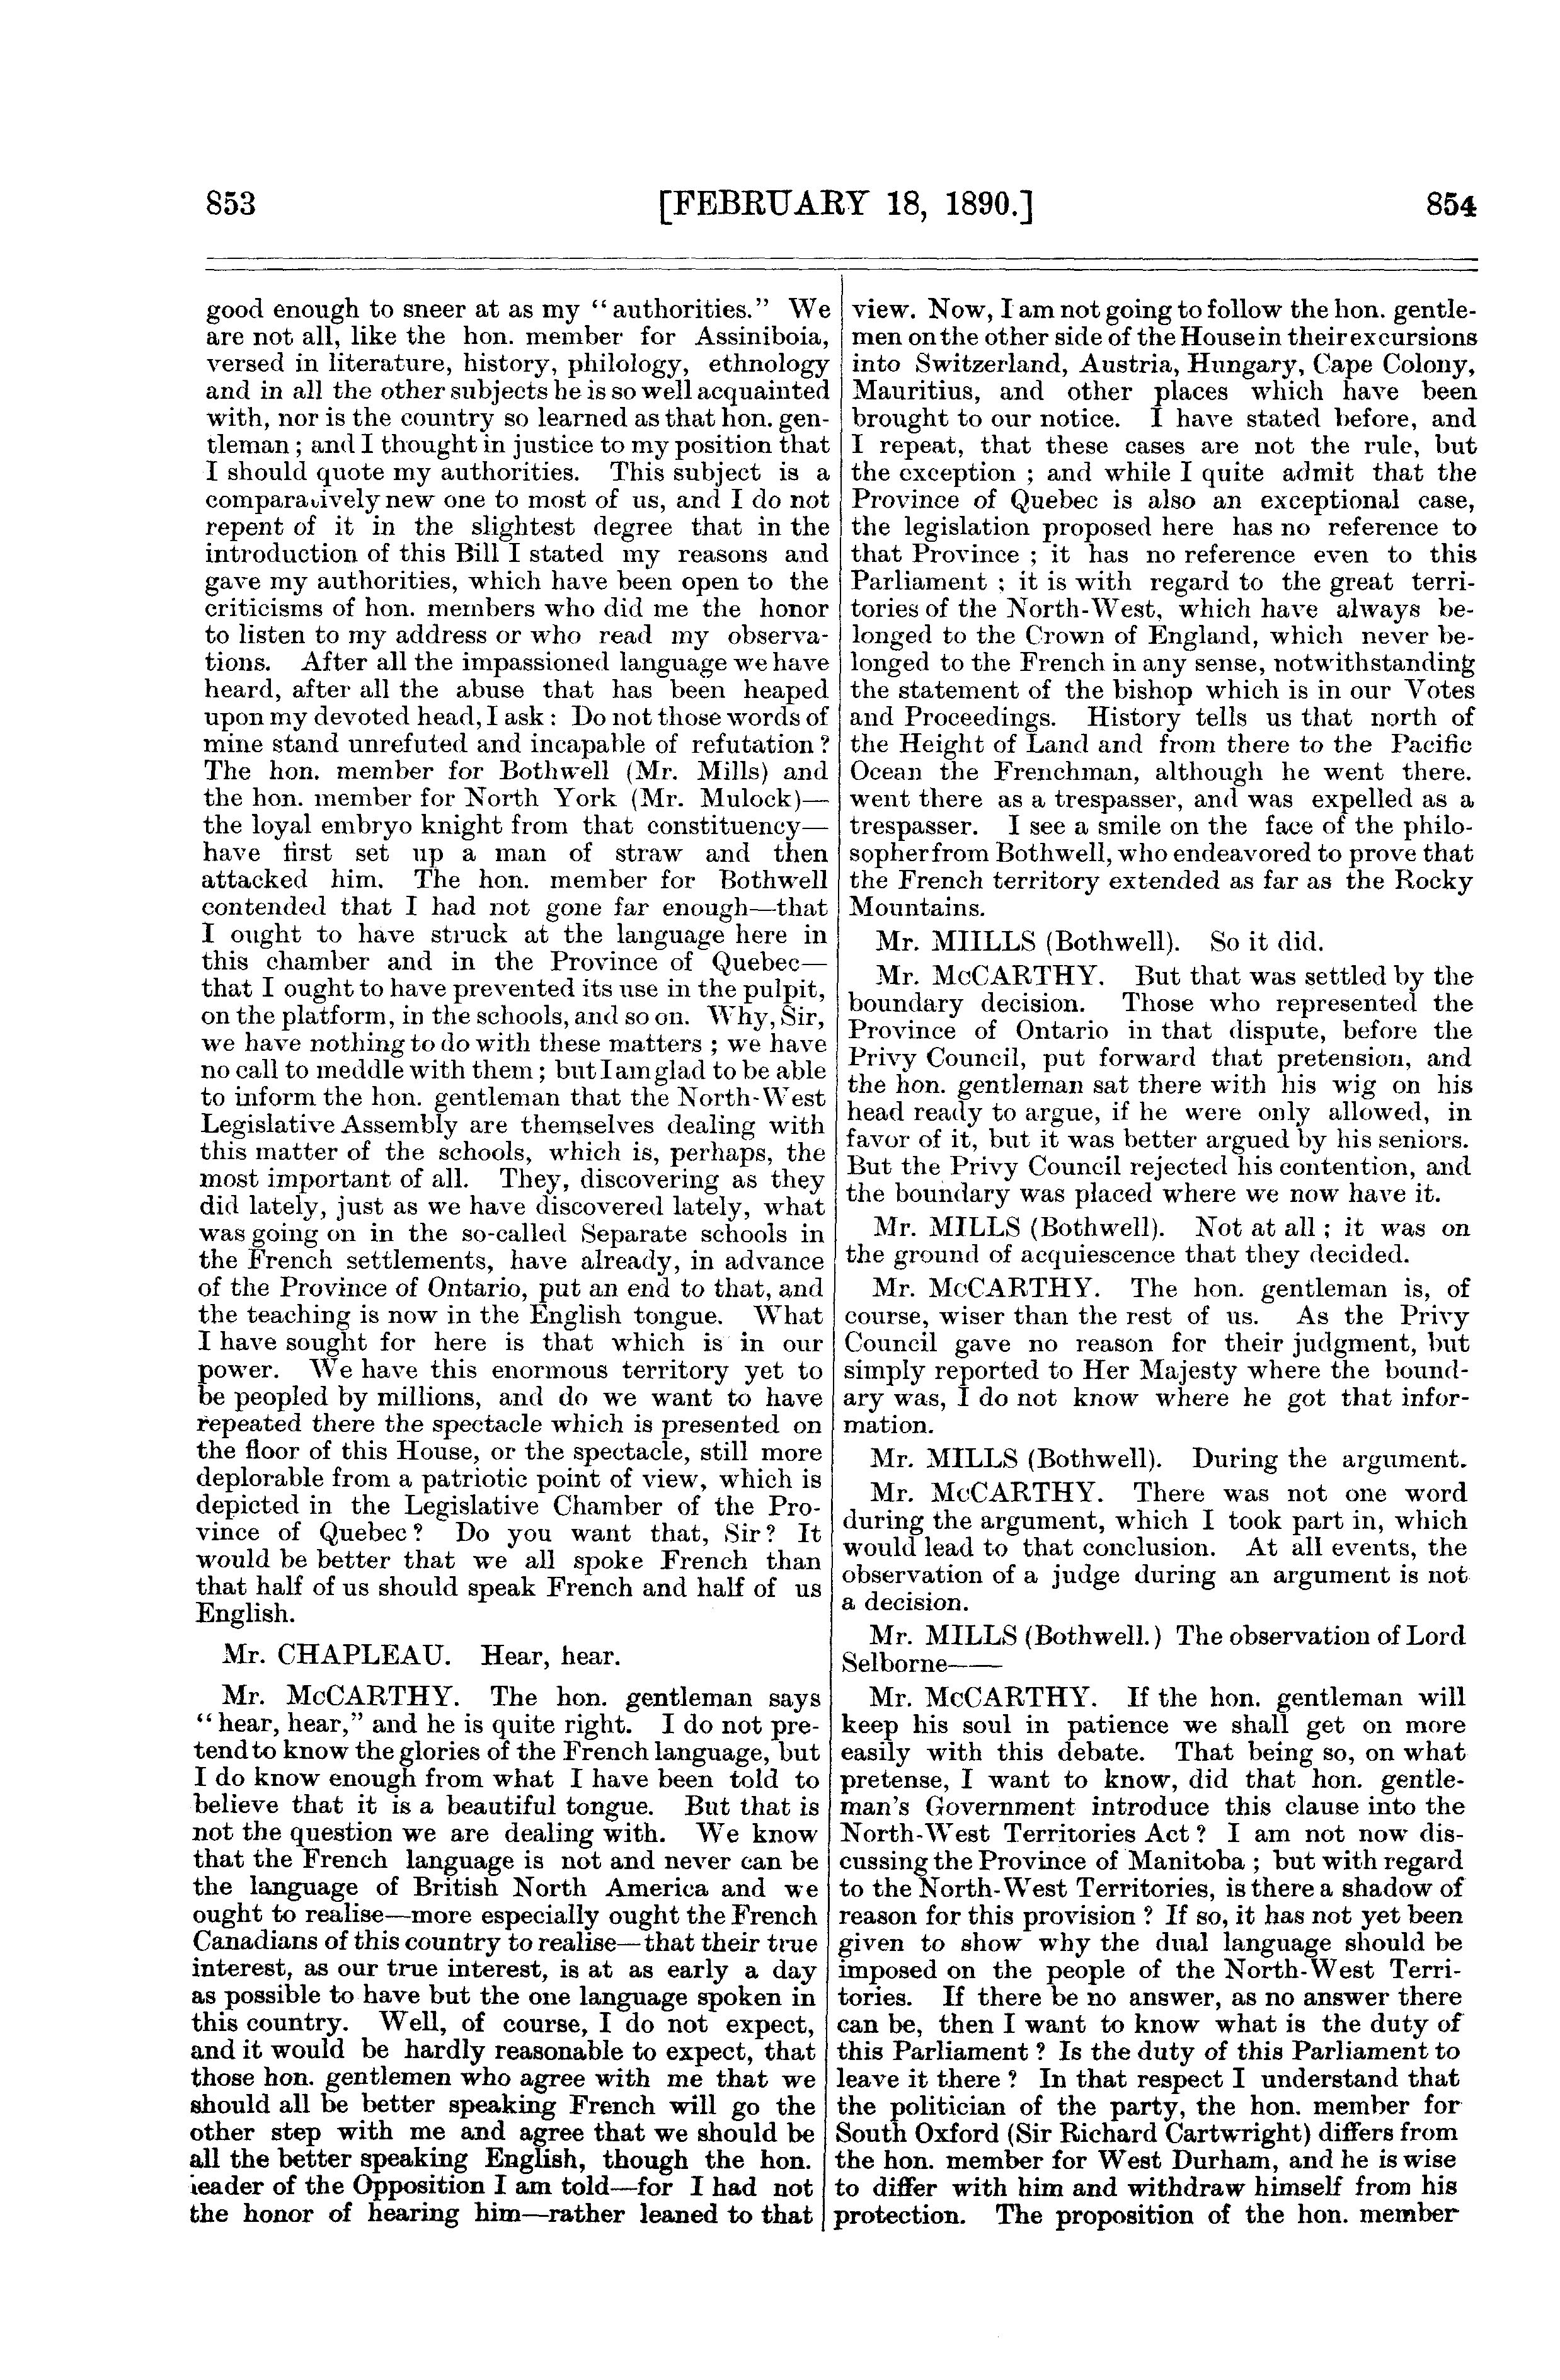 853 [FEBRUARY 18, 1890.] 854
good enough to sneer at as my “authorities.” We
are not all, like the hon. member for Assiniboia,
versed in literature, history, philology, ethnology
and in all the other subjects he is so well acquainted
with, nor is the country so learned as that hon. gen-
tleman ; and I thought in justice to my position that
I should quote my authorities. This subject is a
comparatively new one to most of us, and I do not
repent of it in the slightest degree that in the
introduction of this Bill I stated my reasons and
gave my authorities, which have been open to the
criticisms of hon. members who did me the honor
to listen to my address or who read my observa-
tions. After all the impassioned language we have
heard, after all the abuse that has been heaped
upon my devoted head, I ask : Do not those words of
mine stand unrefuted and incapable of refutation ?
The hon. member for Bothwell (Mr. Mills) and
the hon. member for North York (Mr. Mulock)—
the loyal embryo knight from that constituency—
have first set up a man of straw and then
attacked him. The hon. member for Bothwell
contended that I had not gone far enough—that
I ought to have struck at the language here in
this chamber and in the Province of Quebec—
that I ought to have prevented its use in the pulpit,
on the platform, in the schools, and so on. Why, Sir,
we have nothing to do with these matters ; we have
no call to meddle with them ; but I am glad to be able
to inform the hon. gentleman that the North-West
Legislative Assembly are themselves dealing with
this matter of the schools, which is, perhaps, the
most important of all. They, discovering as they
did lately, just as we have discovered lately, what
was going on in the so-called Separate schools in
the French settlements, have already, in advance
of the Province of Ontario, put an end to that, and
the teaching is now in the English tongue. What
I have sought for here is that which is in our
power. We have this enormous territory yet to
be peopled by millions, and do we want to have
repeated there the spectacle which is presented on
the floor of this House, or the spectacle, still more
deplorable from a patriotic point of view, which is
depicted in the Legislative Chamber of the Pro-
vince of Quebec? Do you want that, Sir? It
would be better that we all spoke French than
that half of us should speak French and half of us
English.
Mr. CHAPLEAU. Hear, hear.
Mr. McCARTHY. The hon. gentleman says
“hear, hear,” and he is quite right. I do not pre-
tend to know the glories of the French language, but
I do know enough from what I have been told to
believe that it is a beautiful tongue. But that is
not the question we are dealing with. We know
that the French language is not and never can be
the language of British North America and we
ought to realise—more especially ought the French
Canadians of this country to realise—that their true
interest, as our true interest, is at as early a day
as possible to have but the one language spoken in
this country. Well, of course, I do not expect,
and it would be hardly reasonable to expect, that
those hon. gentlemen who agree with me that we
should all be better speaking French will go the
other step with me and agree that we should be
all the better speaking English, though the hon.
leader of the Opposition I am told—for I had not
the honor of hearing him—rather leaned to that
view. Now, I am not going to follow the hon. gentle-
men on the other side of the House in their excursions
into Switzerland, Austria, Hungary, Cape Colony,
Mauritius, and other places which have been
brought to our notice. I have stated before, and
I repeat, that these cases are not the rule, but
the exception ; and while I quite admit that the
Province of Quebec is also an exceptional case,
the legislation proposed here has no reference to
that Province ; it has no reference even to this
Parliament ; it is with regard to the great terri-
tories of the North-West, which have always be-
longed to the Crown of England, which never be-
longed to the French in any sense, notwithstanding
the statement of the bishop which is in our Votes
and Proceedings. History tells us that north of
the Height of Land and from there to the Pacific
Ocean the Frenchman, although he went there.
went there as a trespasser, and was expelled as a
trespasser. I see a smile on the face of the philo-
sopher from Bothwell, who endeavored to prove that
the French territory extended as far as the Rocky
Mountains.
Mr. MIILLS (Bothwell). So it did.
Mr. McCARTHY. But that was settled by the
boundary decision. Those who represented the
Province of Ontario in that dispute, before the
Privy Council, put forward that pretension, and
the hon. gentleman sat there with his wig on his
head ready to argue, if he were only allowed, in
favor of it, but it was better argued by his seniors.
But the Privy Council rejected his contention, and
the boundary was placed where we now have it.
Mr. MILLS (Bothwell). Not at all ; it was on
the ground of acquiescence that they decided.
Mr. McCARTHY. The hon. gentleman is, of
course, wiser than the rest of us. As the Privy
Council gave no reason for their judgment, but
simply reported to Her Majesty where the bound-
ary was, I do not know where he got that infor-
mation.
Mr. MILLS (Bothwell). During the argument.
Mr. McCARTHY. There was not one word
during the argument, which I took part in, which
would lead to that conclusion. At all events, the
observation of a judge during an argument is not
a decision.
Mr. MILLS (Bothwell.) The observation of Lord
Selborne——
Mr. McCARTHY. If the hon. gentleman will
keep his soul in patience we shall get on more
easily with this debate. That being so, on what
pretense, I want to know, did that hon. gentle-
man's Government introduce this clause into the
North-West Territories Act ? I am not now dis-
cussing the Province of Manitoba ; but with regard
to the North-West Territories, is there a shadow of
reason for this provision ? If so, it has not yet been
given to show why the dual language should be
imposed on the people of the North-West Terri-
tories. If there be no answer, as no answer there
can be, then I want to know what is the duty of
this Parliament ? Is the duty of this Parliament to
leave it there ? In that respect I understand that
the politician of the party, the hon. member for
South Oxford (Sir Richard Cartwright) differs from
the hon. member for West Durham, and he is wise
to differ with him and withdraw himself from his
protection. The proposition of the hon. member